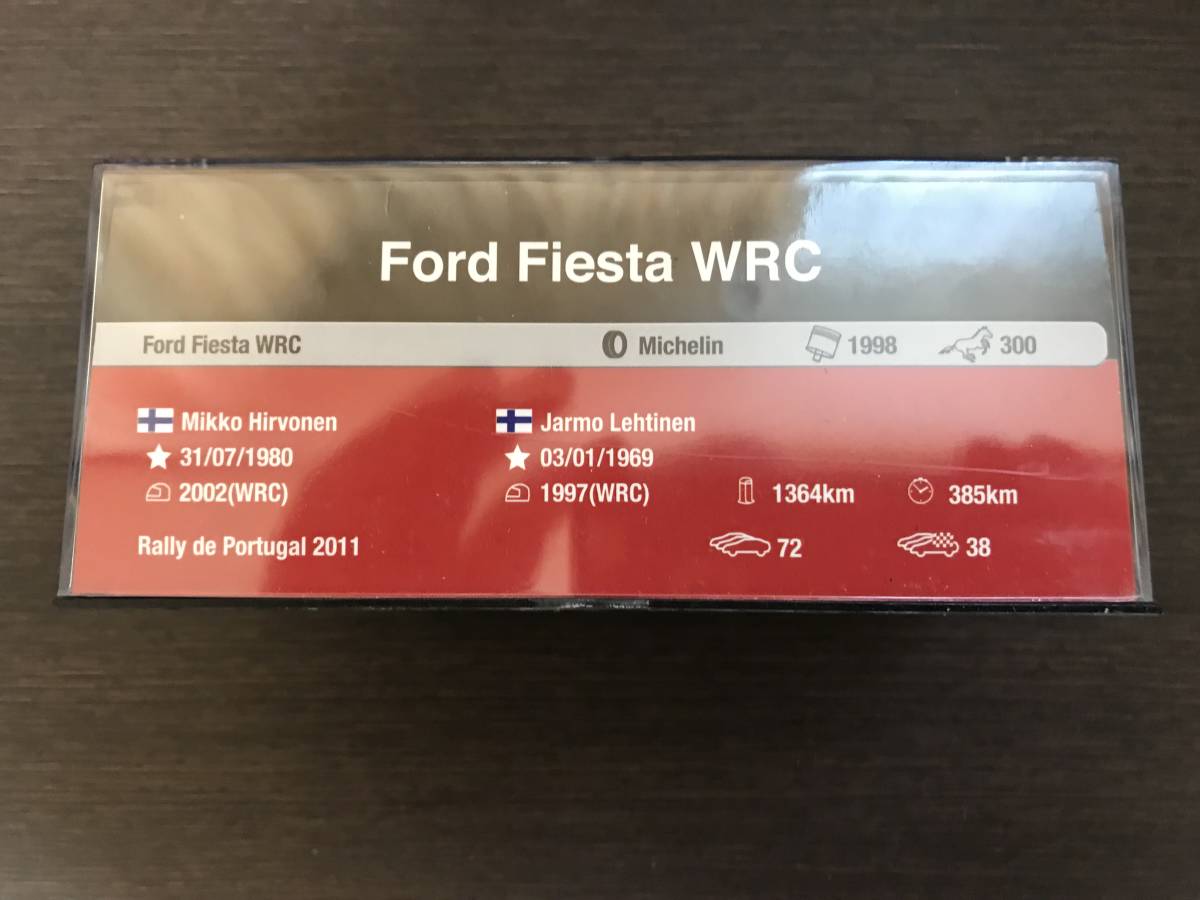 Ford Fiesta WRC
Ford Fiesta WRC Michelin 1998 300
Mikko Hirvonen Jarmo Lehtinen
31/07/1980 03/01/1969
2002(WRC) 1997(WRC) 1364km 385km
Rally de Portugal 2011 72 38